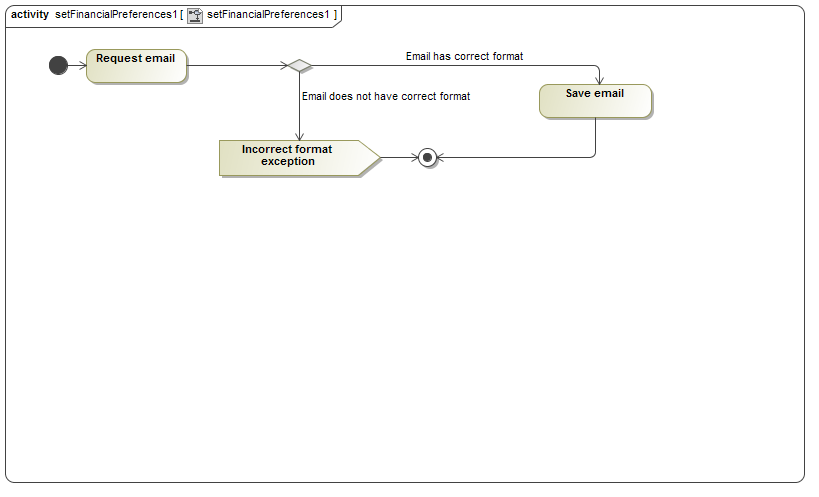 activity setFinancialPreferences1 [ setFinancialPreferences1 ]
Request email
Email has correct format
Email does not have correct format
Save email
Incorrect format
exception